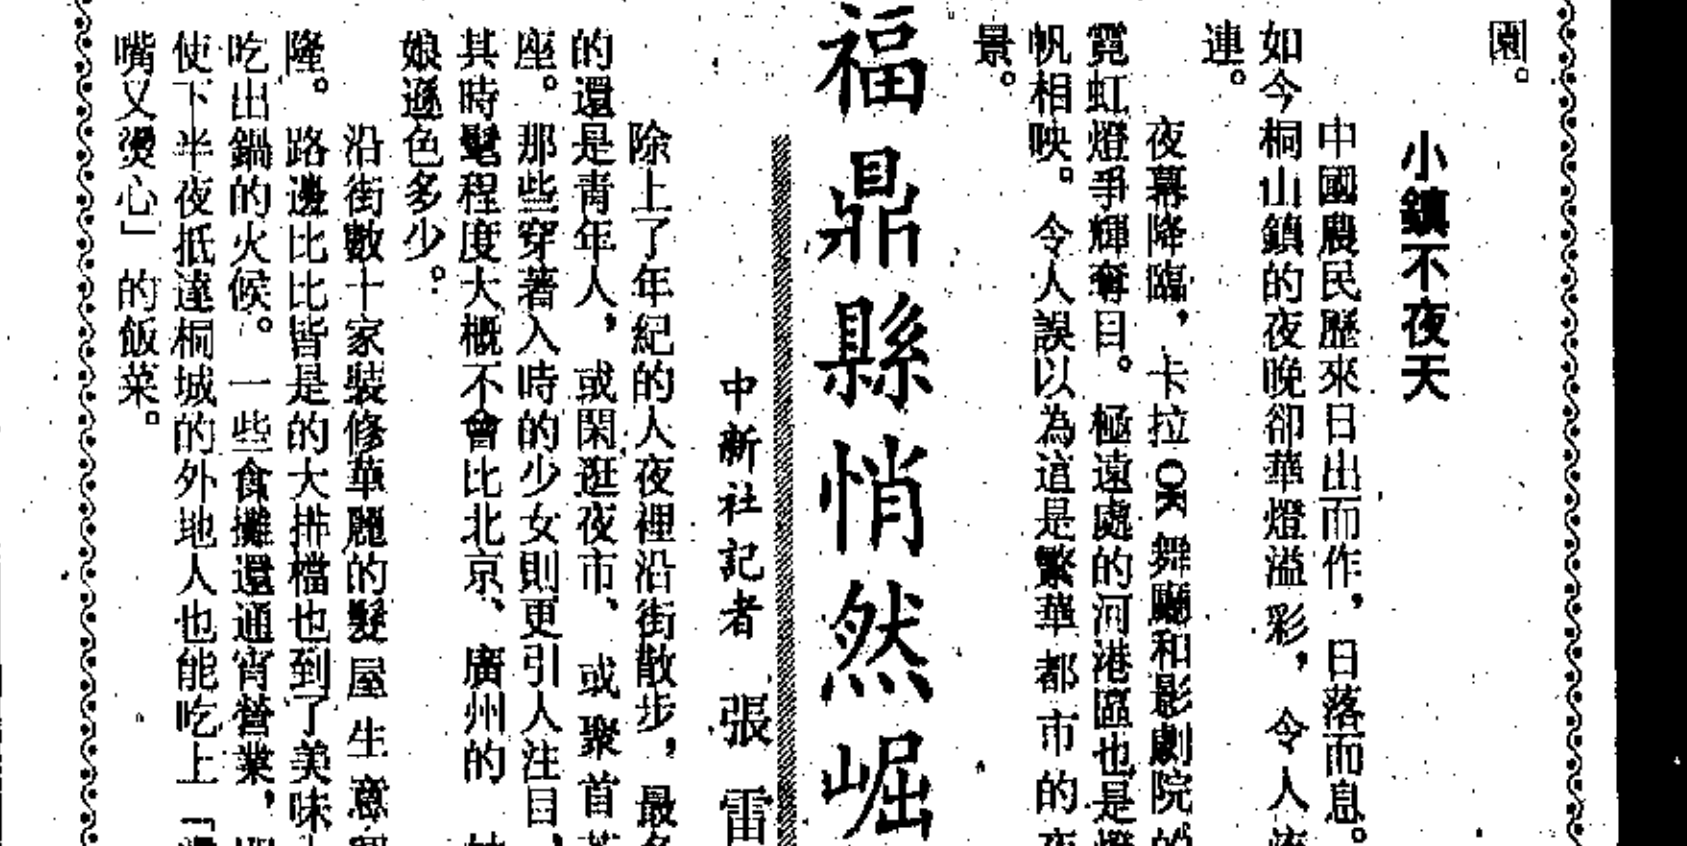 園。
小鎮不夜天
中國農民歷來日出而作，日落而息。
如今桐山鎮的夜晚卻華燈溢彩，令人流
連。
夜幕降臨，卡拉OK舞廳和影劇院的
霓虹燈爭輝奪目。極遠處的河港區也是燈
帆相映。令人誤以為這是繁華都市的夜
景。
福鼎縣悄然崛
中新社記者 張雷
除上了年紀的人夜裡沿街散步，最多
的還是青年人，或閑逛夜市、或聚首茶
座。那些穿著入時的少女則更引人注目，
其時髦程度大概不會比北京、廣州的姑
娘遜色多少。
沿街數十家裝修華麗的髮屋生意興
隆。路邊比比皆是的大排檔也到了美味
吃出鍋的火候。一些食攤還通宵營業，即
使下半夜抵達桐城的外地人也能吃上「燙
嘴又燙心」的飯菜。